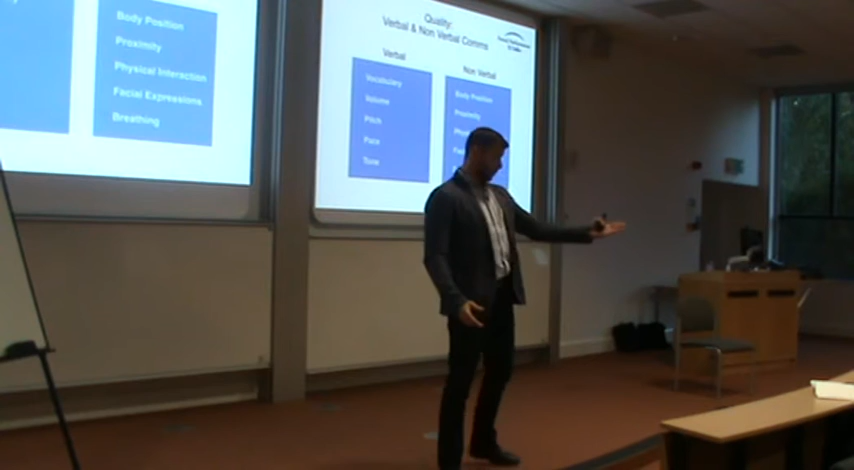 Body Position
Proximity
Physical Interaction
Facial Expressions
Breathing
Quality:
Verbal & Non Verbal Comms
Verbal
Vocabulary
Volume
Pitch
Pace
Tone
Non Verbal
Body Position
Proximity